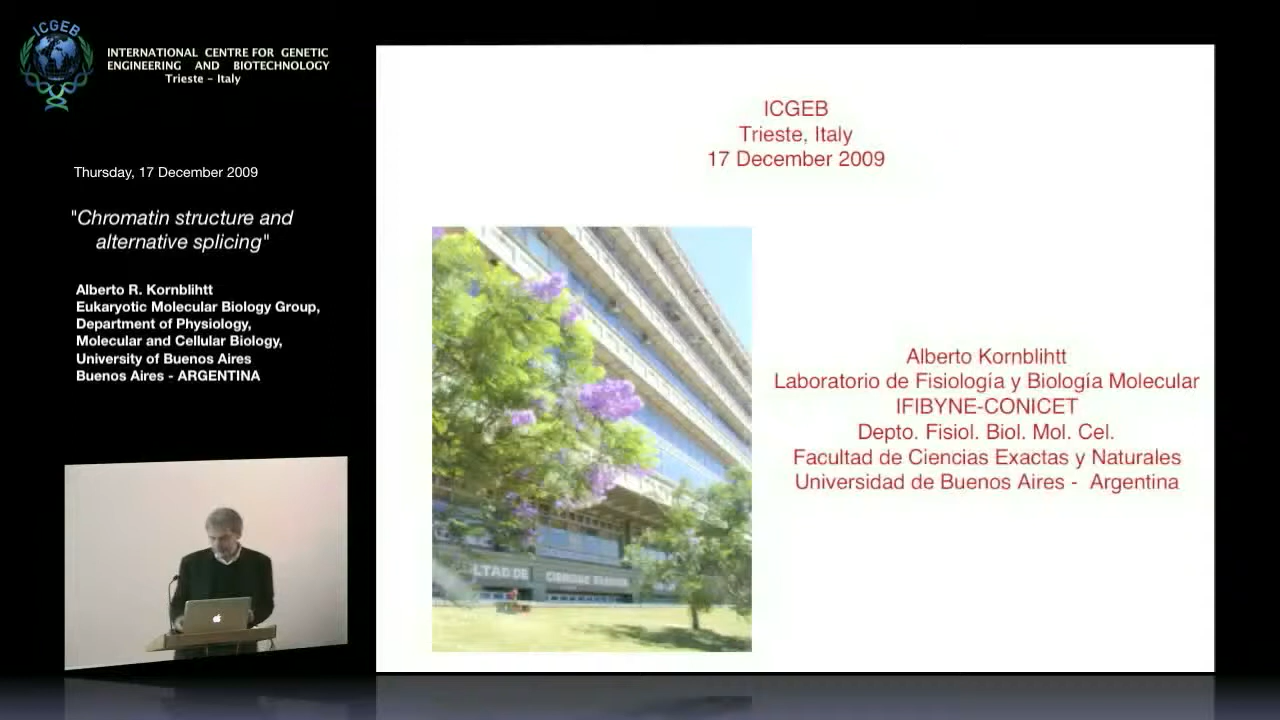 ICGEB
INTERNATIONAL CENTRE FOR GENETIC
ENGINEERING AND BIOTECHNOLOGY
Trieste - Italy
Thursday, 17 December 2009
"Chromatin structure and
alternative splicing"
Alberto R. Kornblihtt
Eukaryotic Molecular Biology Group,
Department of Physiology,
Molecular and Cellular Biology,
University of Buenos Aires
Buenos Aires - ARGENTINA
ICGEB
Trieste, Italy
17 December 2009
Alberto Kornblihtt
Laboratorio de Fisiología y Biología Molecular
IFIBYNE-CONICET
Depto. Fisiol. Biol. Mol. Cel.
Facultad de Ciencias Exactas y Naturales
Universidad de Buenos Aires - Argentina
LTAD DE